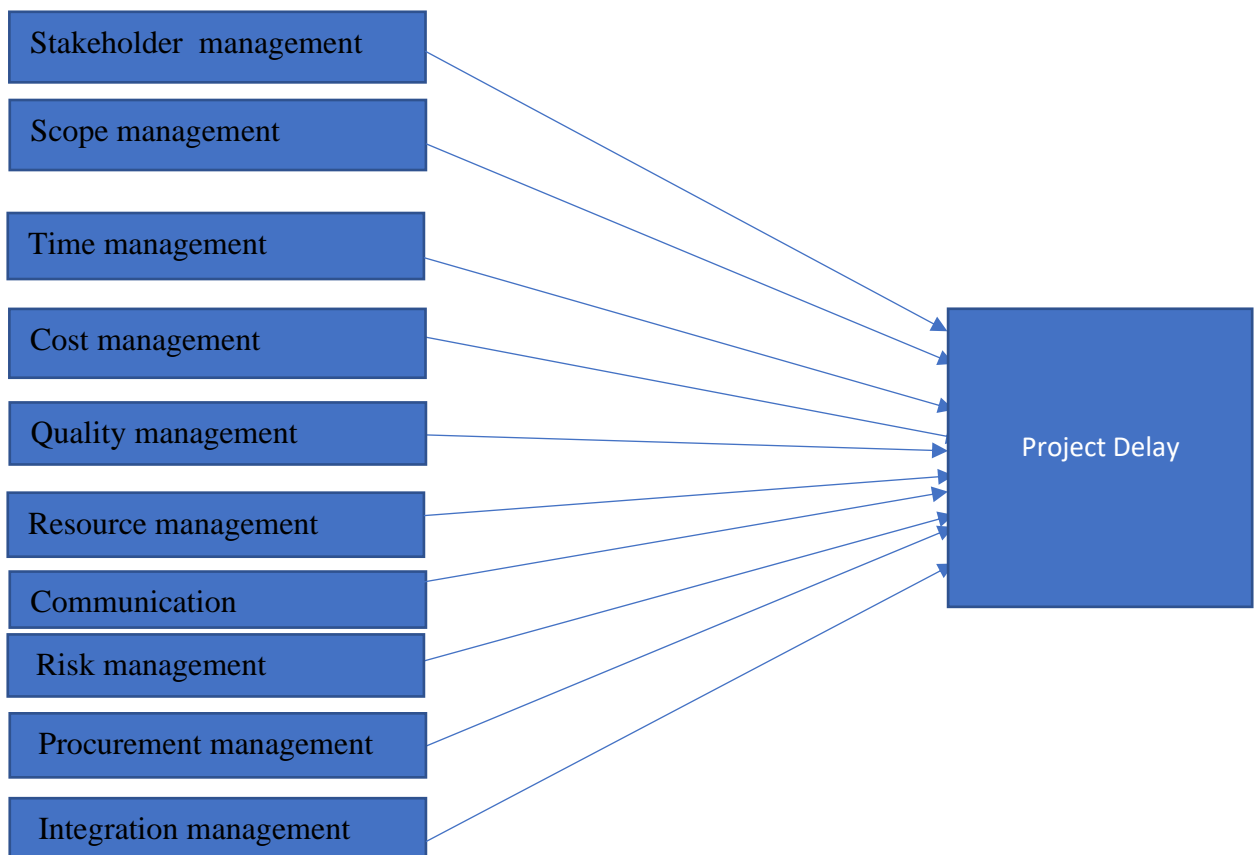 Stakeholder  management
Scope management
Time management
Cost management
Quality management
Resource management
Communication
Risk management
Procurement management
Integration management
Project Delay